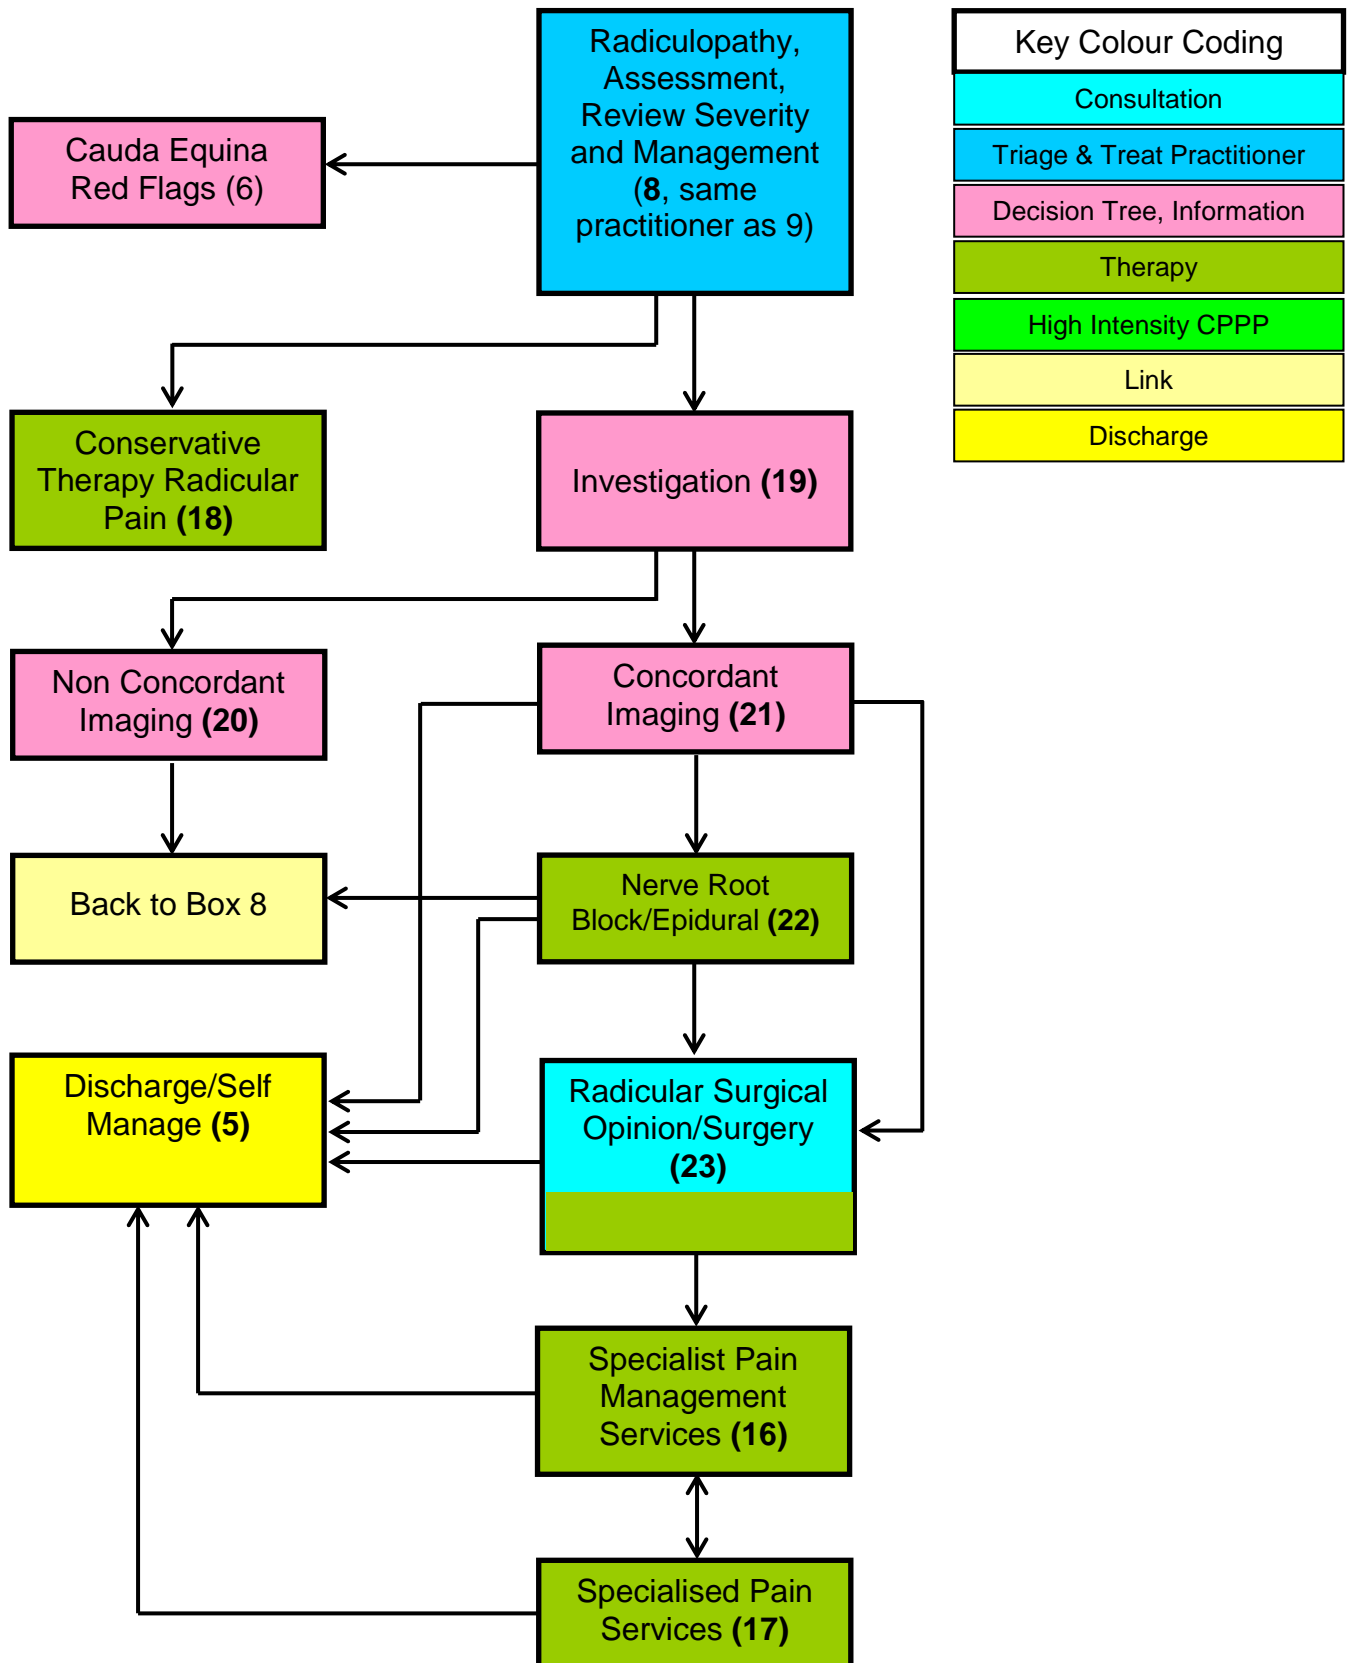 Radiculopathy,
Assessment,
Review Severity
and Management
(8, same
practitioner as 9)
Key Colour Coding
Consultation
Triage & Treat Practitioner
Decision Tree, Information
Therapy
High Intensity CPPP
Link
Discharge
Cauda Equina
Red Flags (6)
Conservative
Therapy Radicular
Pain (18)
Investigation (19)
Non Concordant
Imaging (20)
Concordant
Imaging (21)
Back to Box 8
Nerve Root
Block/Epidural (22)
Discharge/Self
Manage (5)
Radicular Surgical
Opinion/Surgery
(23)
Specialist Pain
Management
Services (16)
Specialised Pain
Services (17)